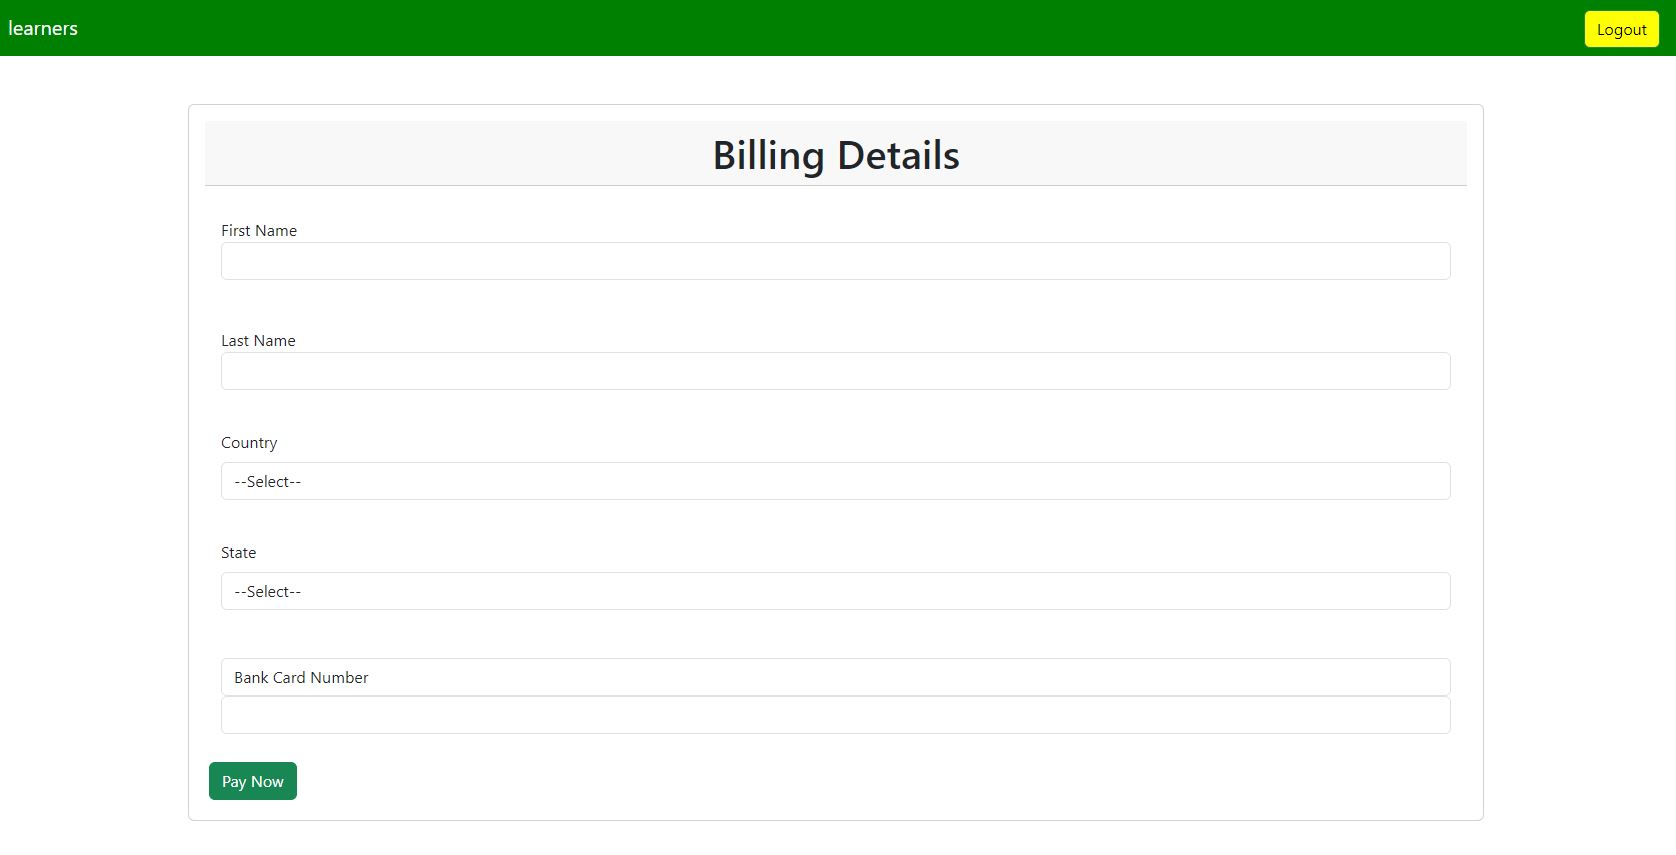 learners
Logout
Billing Details
First Name
Last Name
Country
--Select--
State
--Select--
Bank Card Number
Pay Now